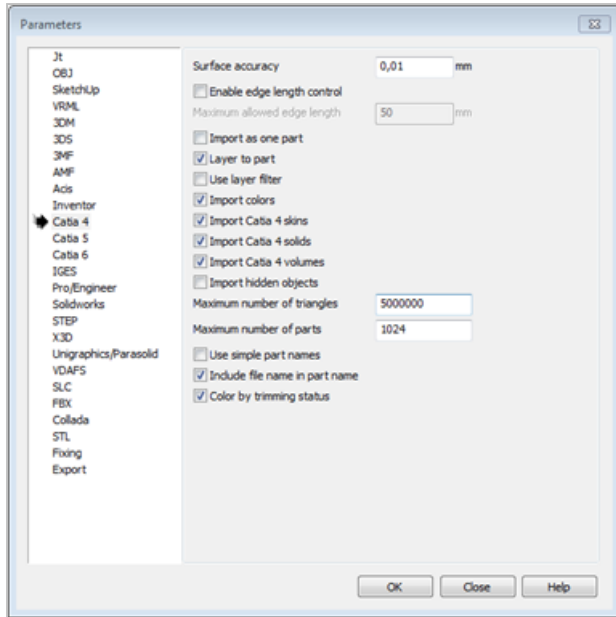 Parameters
Jt
OBJ
SketchUp
VRML
3DM
3DS
3MF
AMF
Acis
Inventor
Catia 4
Catia 5
Catia 6
IGES
Pro/Engineer
Solidworks
STEP
X3D
Unigraphics/Parasolid
VDAFS
SLC
FBX
Collada
STL
Fixing
Export
Surface accuracy 0,01 mm
Enable edge length control
Maximum allowed edge length 50 mm
Import as one part
Layer to part
Use layer filter
Import colors
Import Catia 4 skins
Import Catia 4 solids
Import Catia 4 volumes
Import hidden objects
Maximum number of triangles 5000000
Maximum number of parts 1024
Use simple part names
Include file name in part name
Color by trimming status
OK Close Help